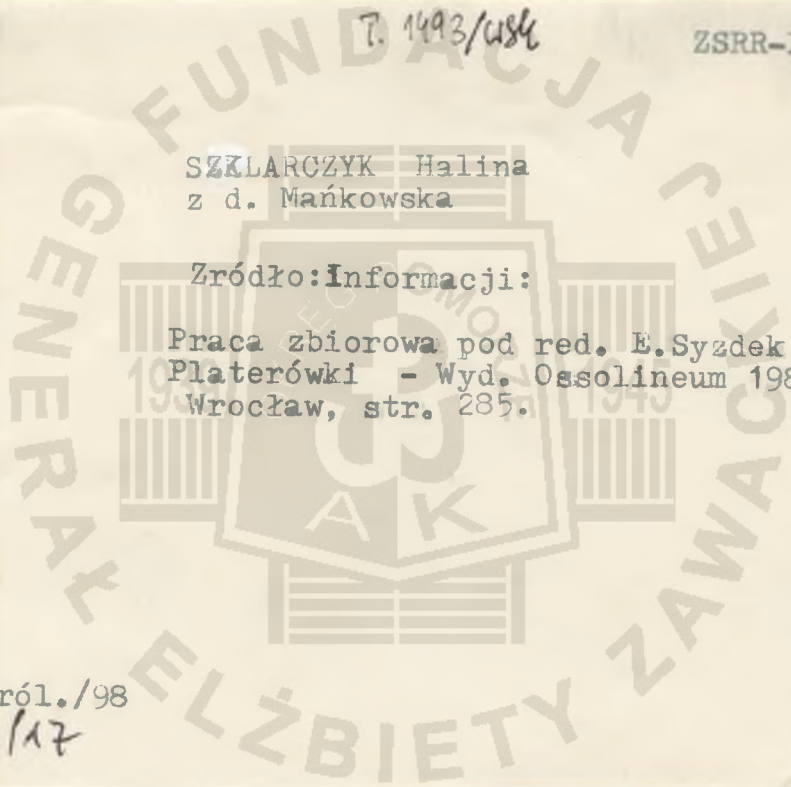 T. 1493/WSK
ZSRR-
SZKLARCZYK Halina
z d. Mańkowska
Zródło:Informacji:
Praca zbiorowa pod red. E.Syzdek
Platerówki - Wyd. Ossolineum 198
Wrocław, str. 285.
ról./98
/17
FUNDACJA GENERAŁ ELŻBIETY ZAWACKIEJ
1939 1945
AK